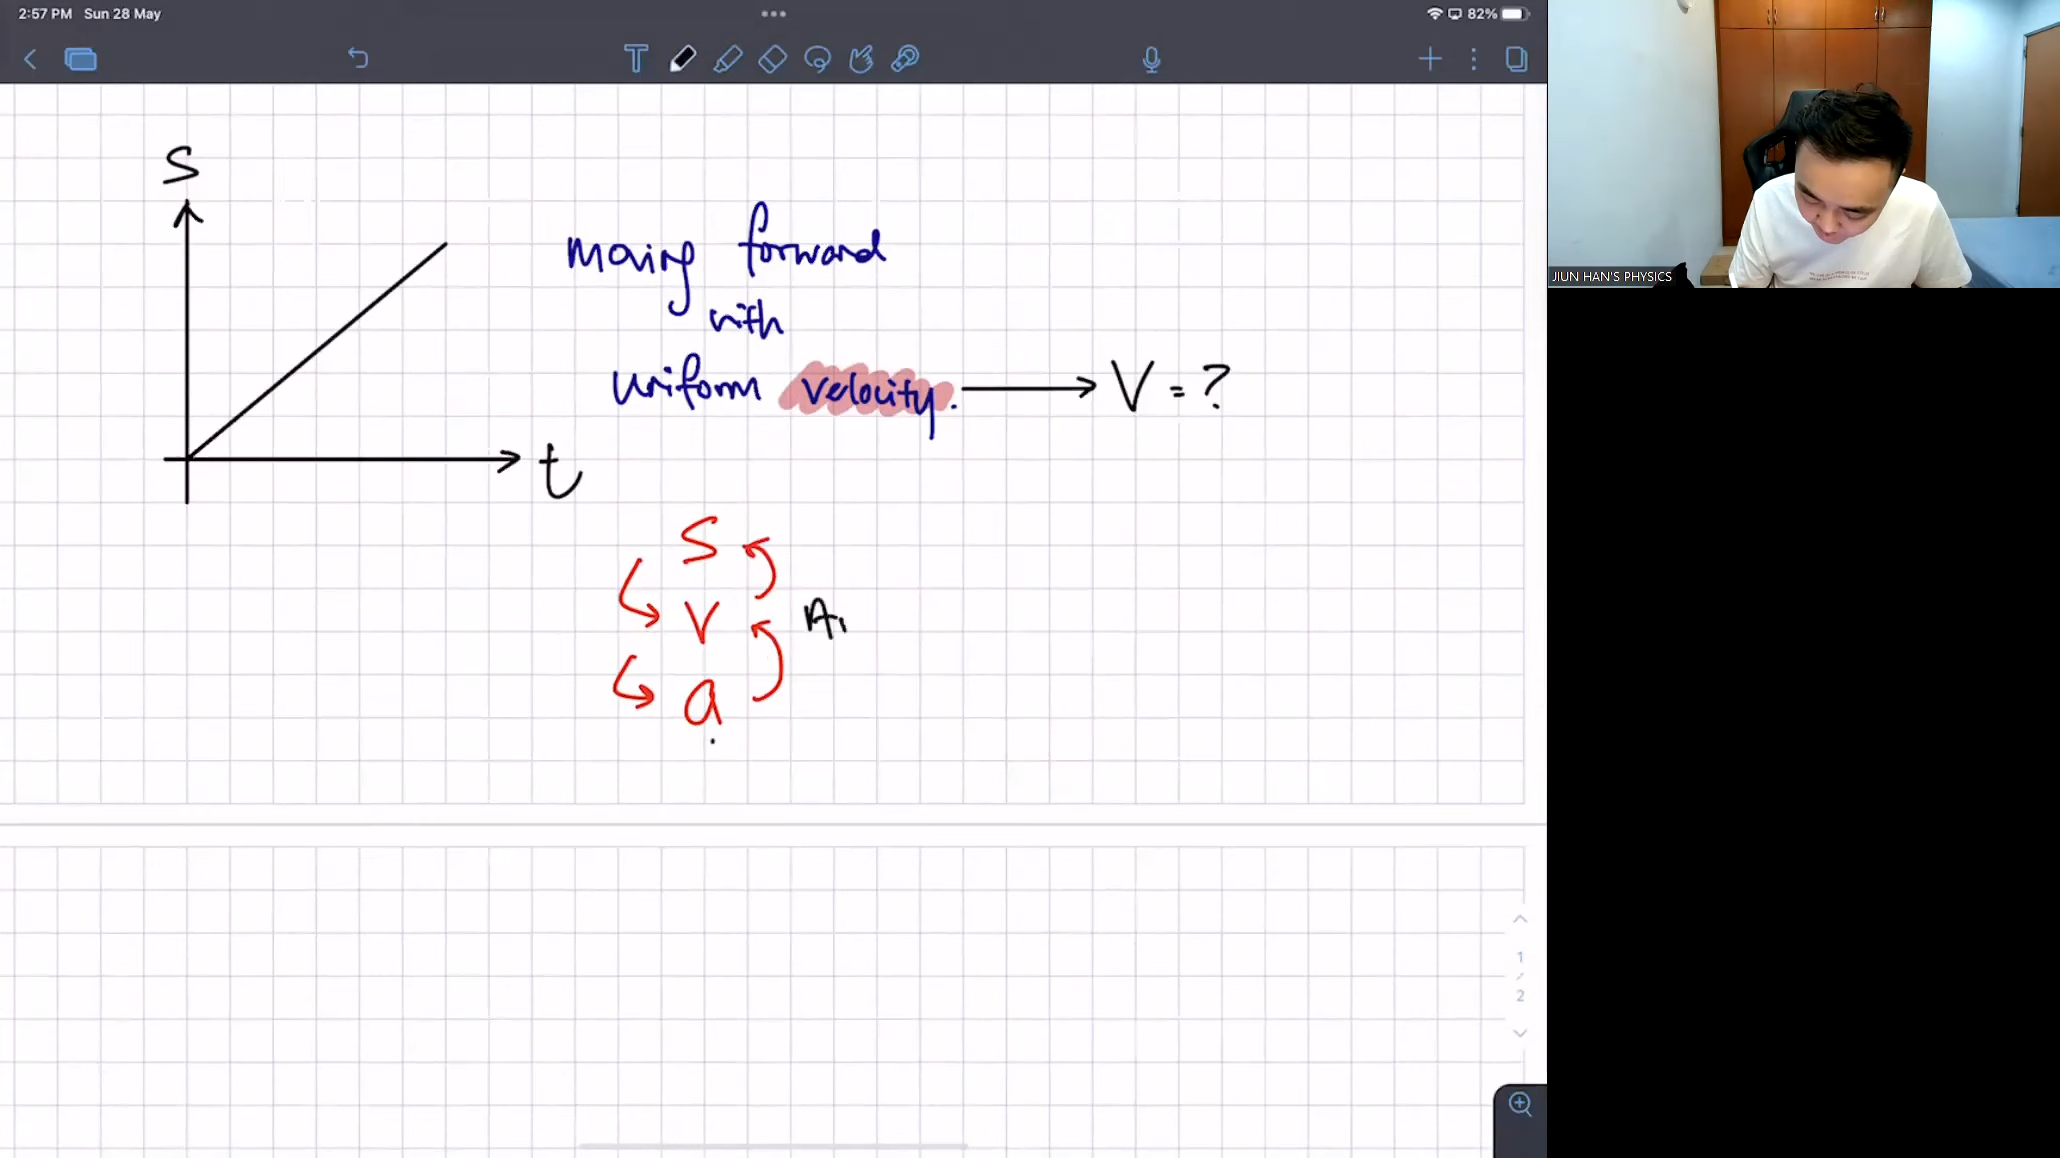 2:57 PM Sun 28 May
82%
T
S
moving forward
with
uniform velocity. V = ?
t
S
V
A
a
JIUN HAN'S PHYSICS
1
2